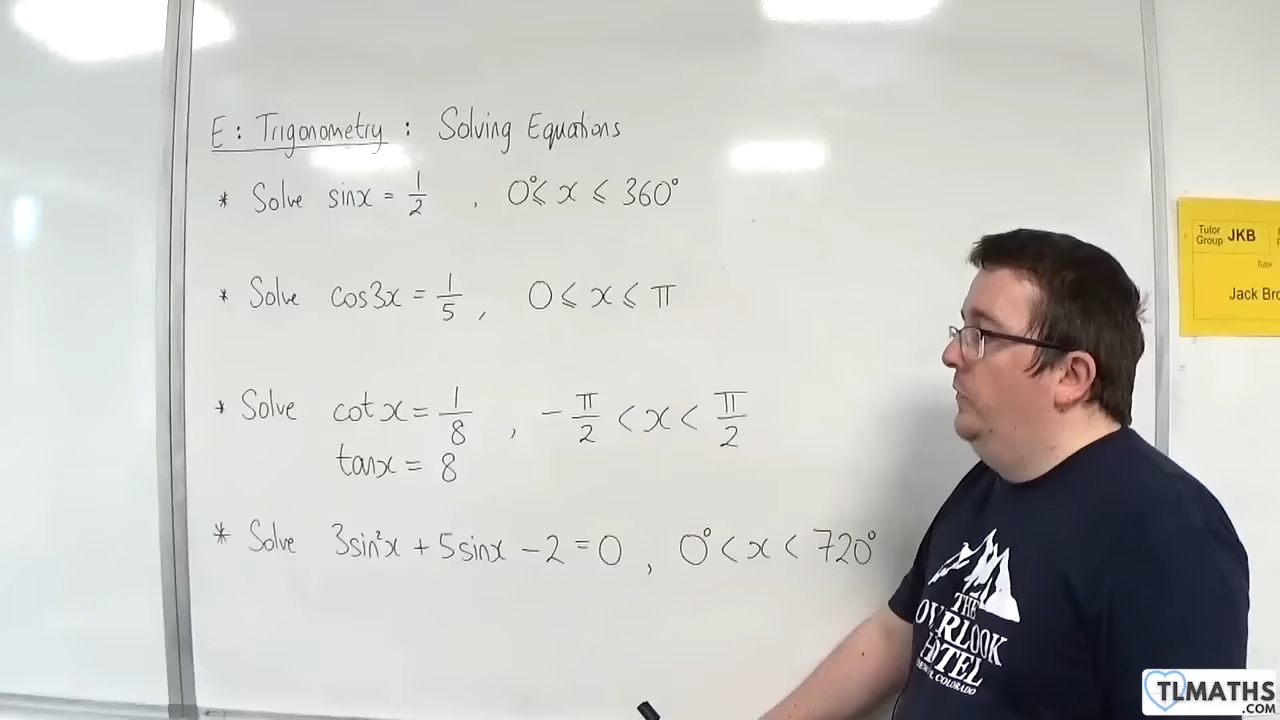 E: Trigonometry: Solving Equations
* Solve sinx = 1/2 , 0° ≤ x ≤ 360°
* Solve cos3x = 1/5 , 0 ≤ x ≤ π
* Solve cotx = 1/8 , -π/2 < x < π/2
tanx = 8
* Solve 3sin²x + 5sinx - 2 = 0 , 0° < x < 720°
Tutor Group JKB
Tutor
Jack
THE
OVERLOOK
HOTEL
COLORADO
TLMATHS
.COM